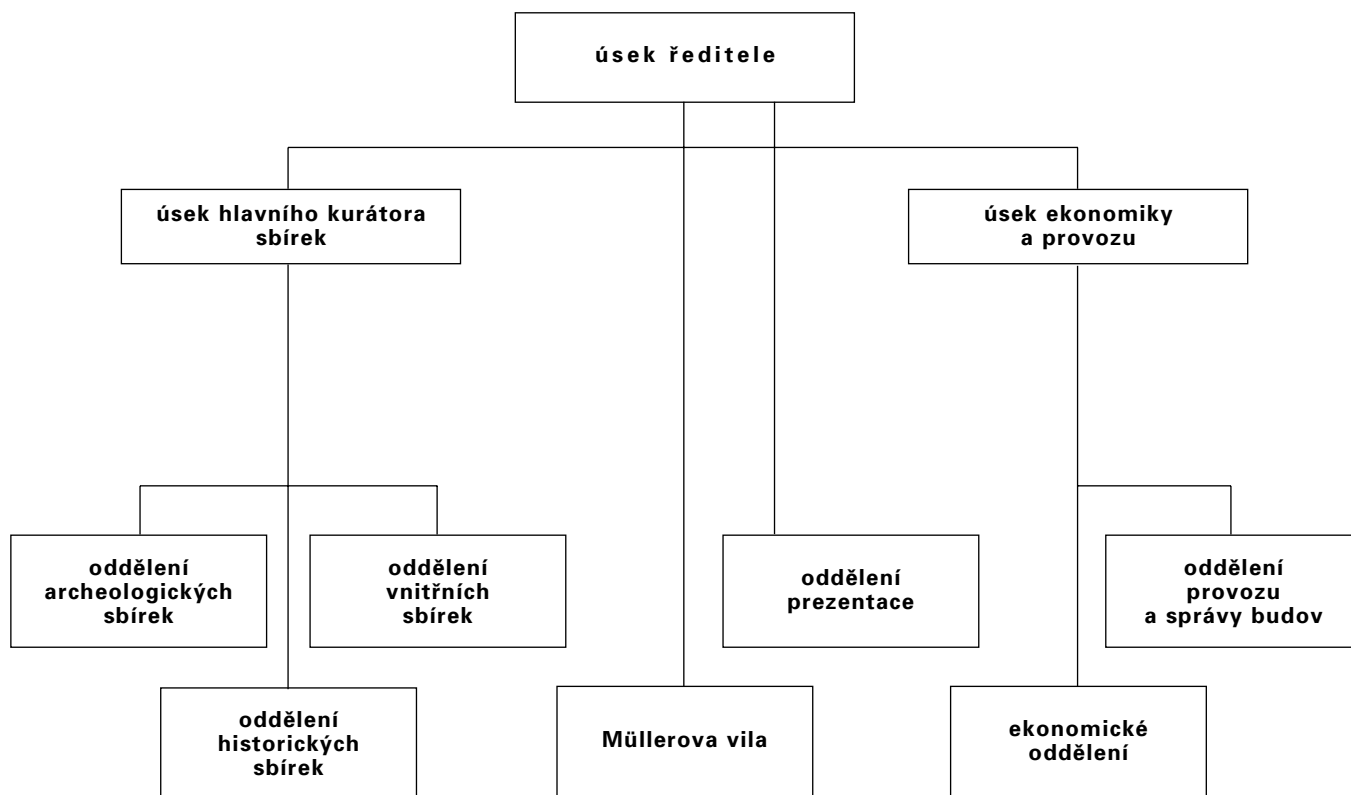 úsek ředitele
úsek hlavního kurátora
sbírek
úsek ekonomiky
a provozu
oddělení
archeologických
sbírek
oddělení
vnitřních
sbírek
oddělení
prezentace
oddělení
provozu
a správy budov
oddělení
historických
sbírek
Müllerova vila
ekonomické
oddělení